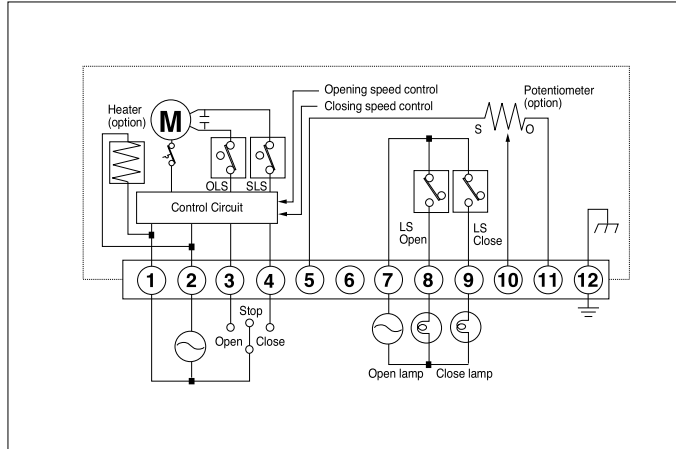 Opening speed control
Closing speed control
Heater
(option)
M
Potentiometer
(option)
S
O
OLS
SLS
Control Circuit
LS
Open
LS
Close
1
2
3
4
5
6
7
8
9
10
11
12
Stop
Open
Close
Open lamp
Close lamp